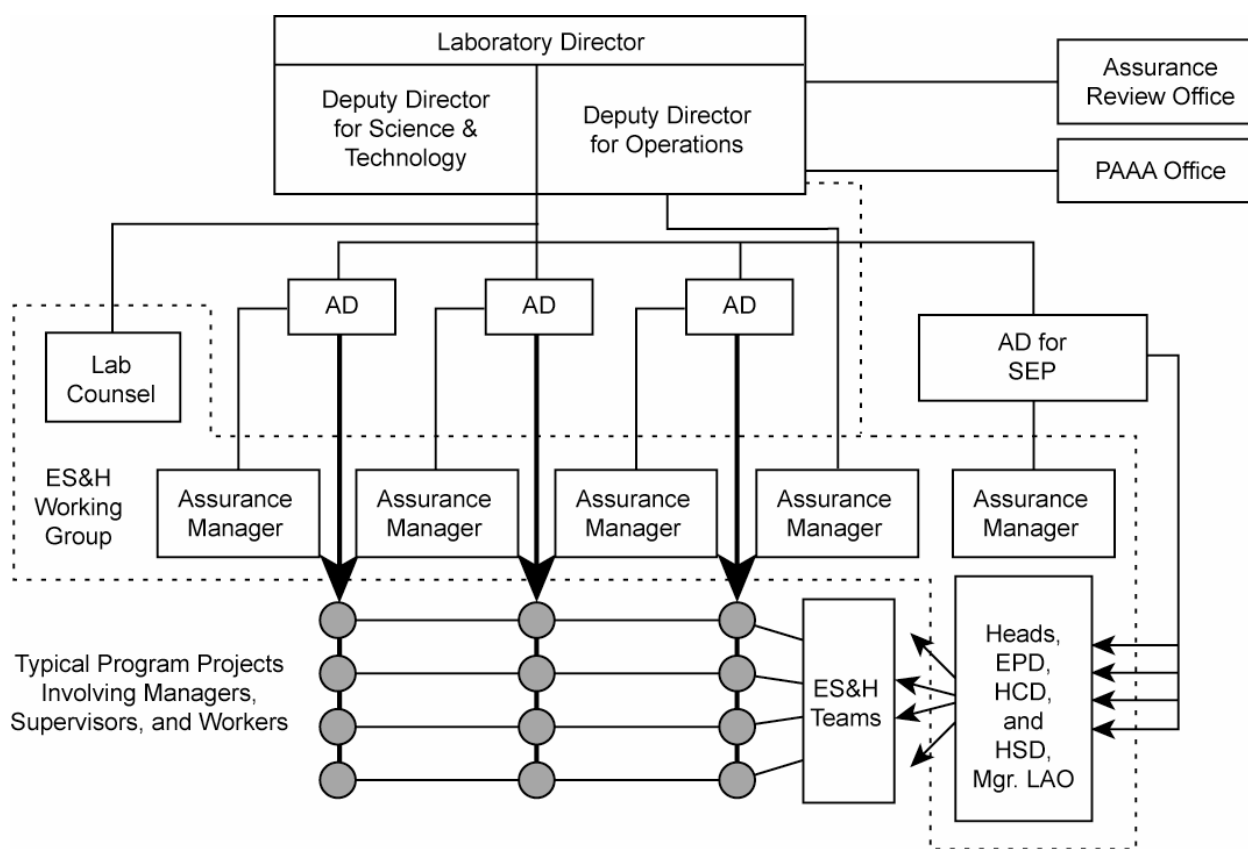 Laboratory Director
Deputy Director
for Science &
Technology
Deputy Director
for Operations
Assurance
Review Office
PAAA Office
AD
AD
AD
AD for
SEP
Lab
Counsel
ES&H
Working
Group
Assurance
Manager
Assurance
Manager
Assurance
Manager
Assurance
Manager
Assurance
Manager
Typical Program Projects
Involving Managers,
Supervisors, and Workers
ES&H
Teams
Heads,
EPD,
HCD,
and
HSD,
Mgr. LAO